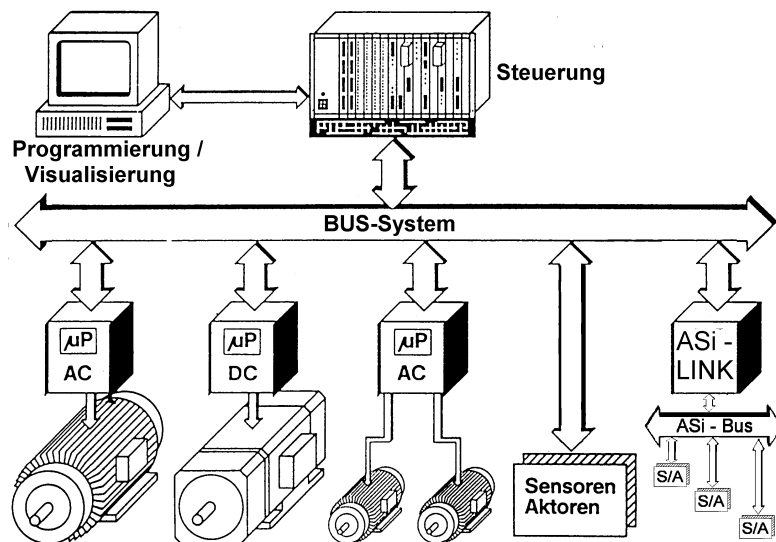 Steuerung
Programmierung /
Visualisierung
BUS-System
µP
AC
µP
DC
µP
AC
ASi -
LINK
ASi - Bus
Sensoren
Aktoren
S/A
S/A
S/A